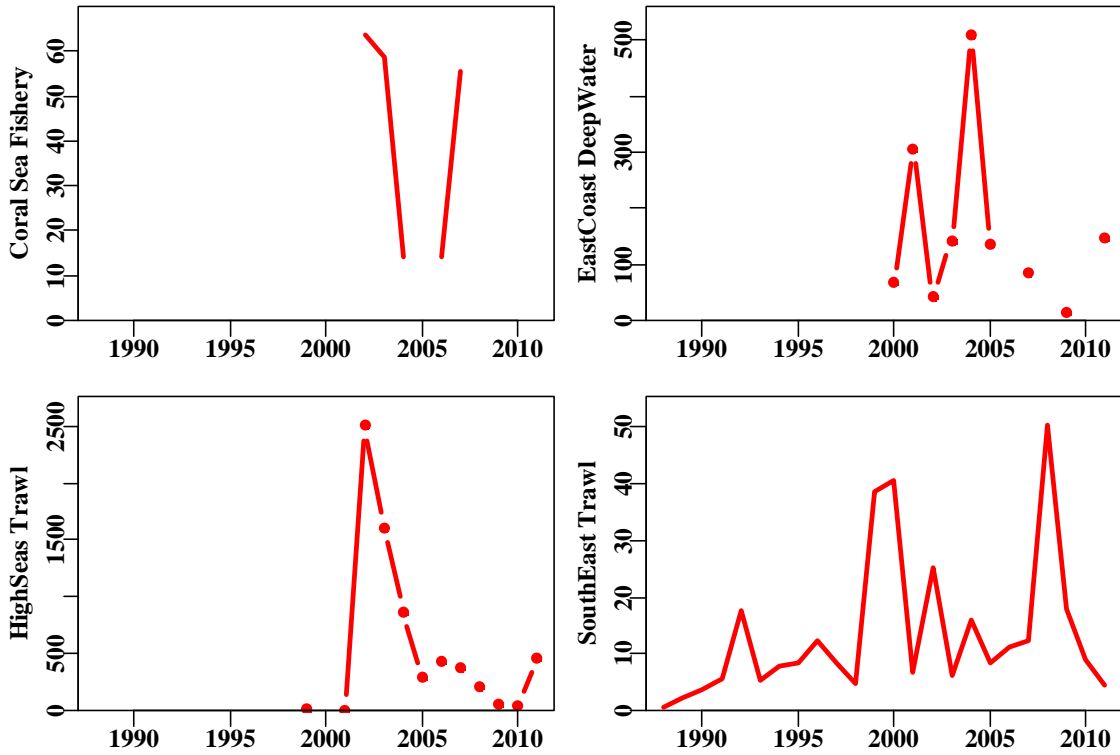 Coral Sea Fishery
0 10 20 30 40 50 60
1990 1995 2000 2005 2010
EastCoast DeepWater
0 100 300 500
1990 1995 2000 2005 2010
HighSeas Trawl
0 500 1500 2500
1990 1995 2000 2005 2010
SouthEast Trawl
0 10 20 30 40 50
1990 1995 2000 2005 2010